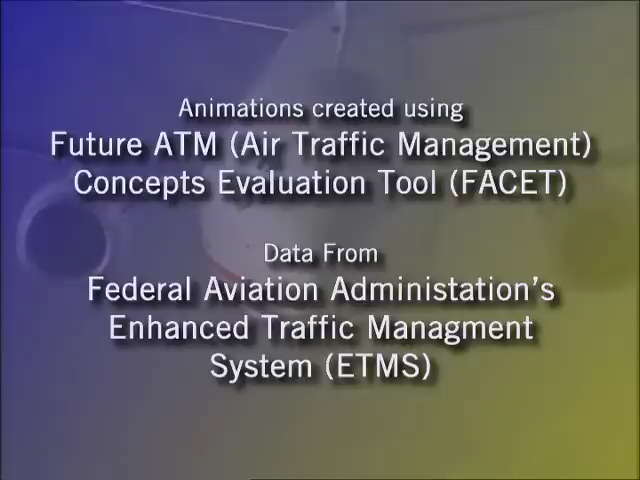 Animations created using
Future ATM (Air Traffic Management)
Concepts Evaluation Tool (FACET)
Data From
Federal Aviation Administation's
Enhanced Traffic Managment
System (ETMS)